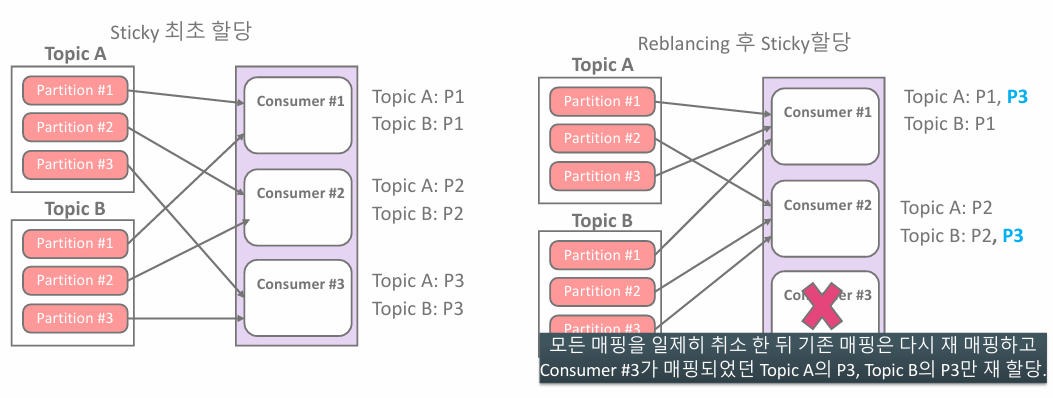 Sticky 최초 할당
Topic A
Partition #1
Partition #2
Partition #3
Topic B
Partition #1
Partition #2
Partition #3
Consumer #1
Consumer #2
Consumer #3
Topic A: P1
Topic B: P1
Topic A: P2
Topic B: P2
Topic A: P3
Topic B: P3
Reblancing 후 Sticky할당
Topic A
Partition #1
Partition #2
Partition #3
Topic B
Partition #1
Partition #2
Partition #3
Consumer #1
Consumer #2
Consumer #3
Topic A: P1, P3
Topic B: P1
Topic A: P2
Topic B: P2, P3
모든 매핑을 일제히 취소 한 뒤 기존 매핑은 다시 재 매핑하고
Consumer #3가 매핑되었던 Topic A의 P3, Topic B의 P3만 재 할당.